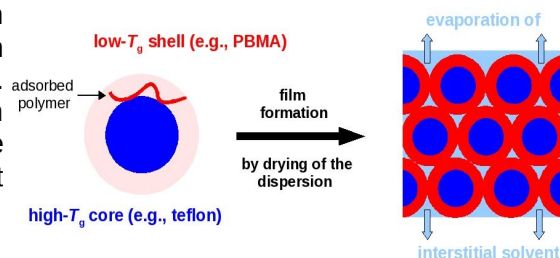 evaporation of
low-Tg shell (e.g., PBMA)
adsorbed
polymer
film
formation
by drying of the
dispersion
high-Tg core (e.g., teflon)
interstitial solvent